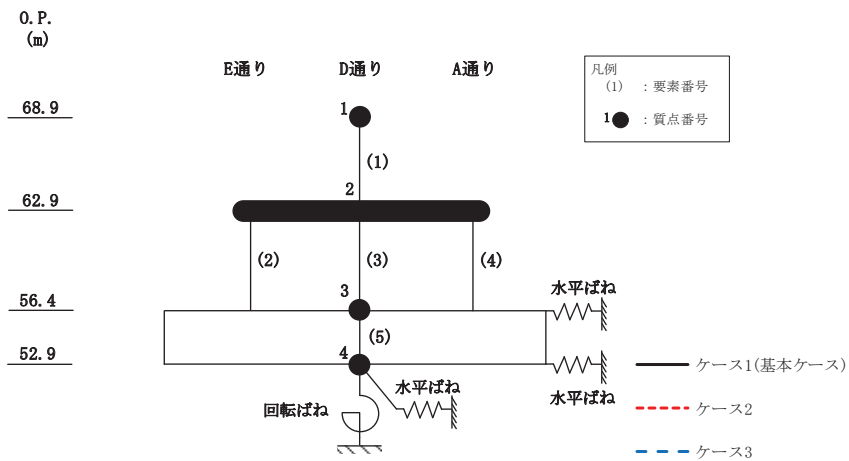 O.P.
(m)
E通り
D通り
A通り
凡例
(1) : 要素番号
1 : 質点番号
68.9
1
(1)
2
62.9
(2)
(3)
(4)
水平ばね
3
56.4
(5)
4
52.9
水平ばね
水平ばね
回転ばね
ケース1(基本ケース)
ケース2
ケース3